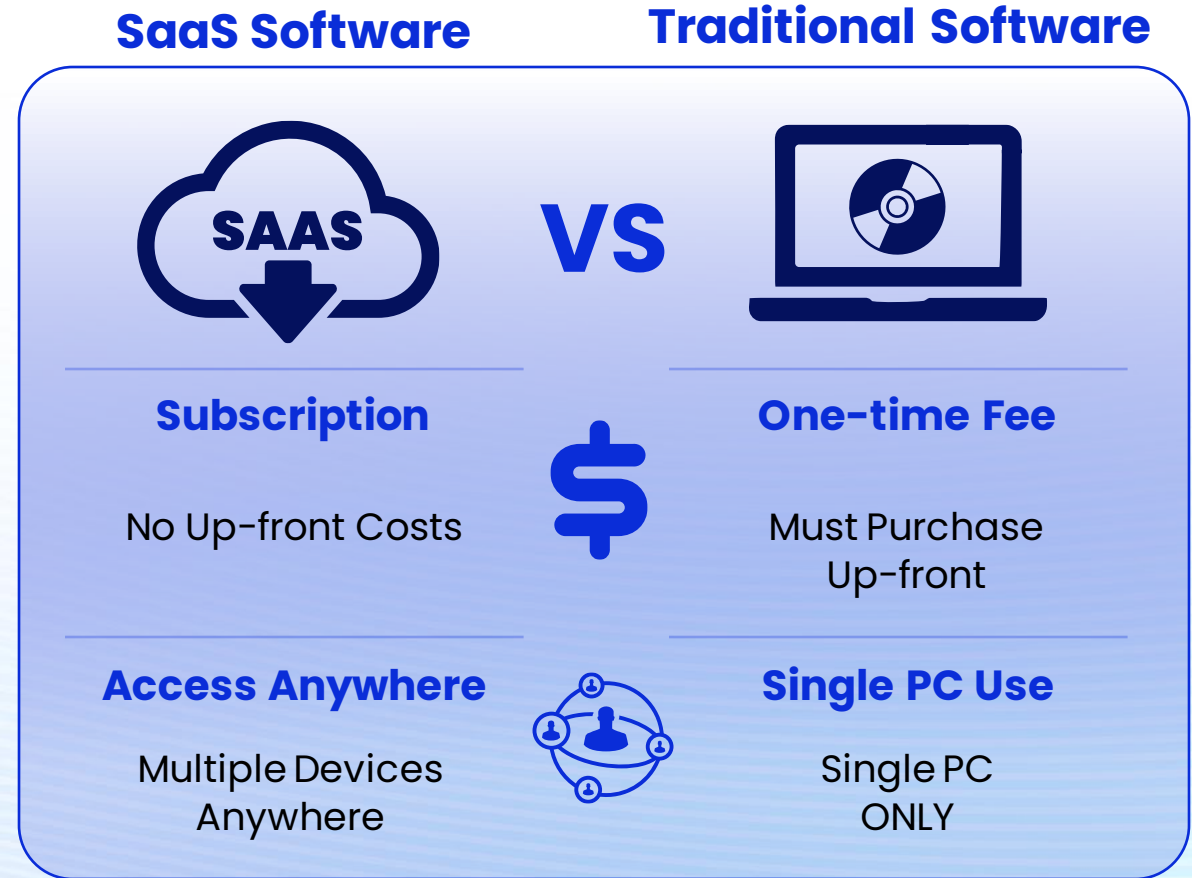 SaaS Software
Traditional Software
SAAS
VS
Subscription
One-time Fee
No Up-front Costs
$
Must Purchase
Up-front
Access Anywhere
Single PC Use
Multiple Devices
Anywhere
Single PC
ONLY